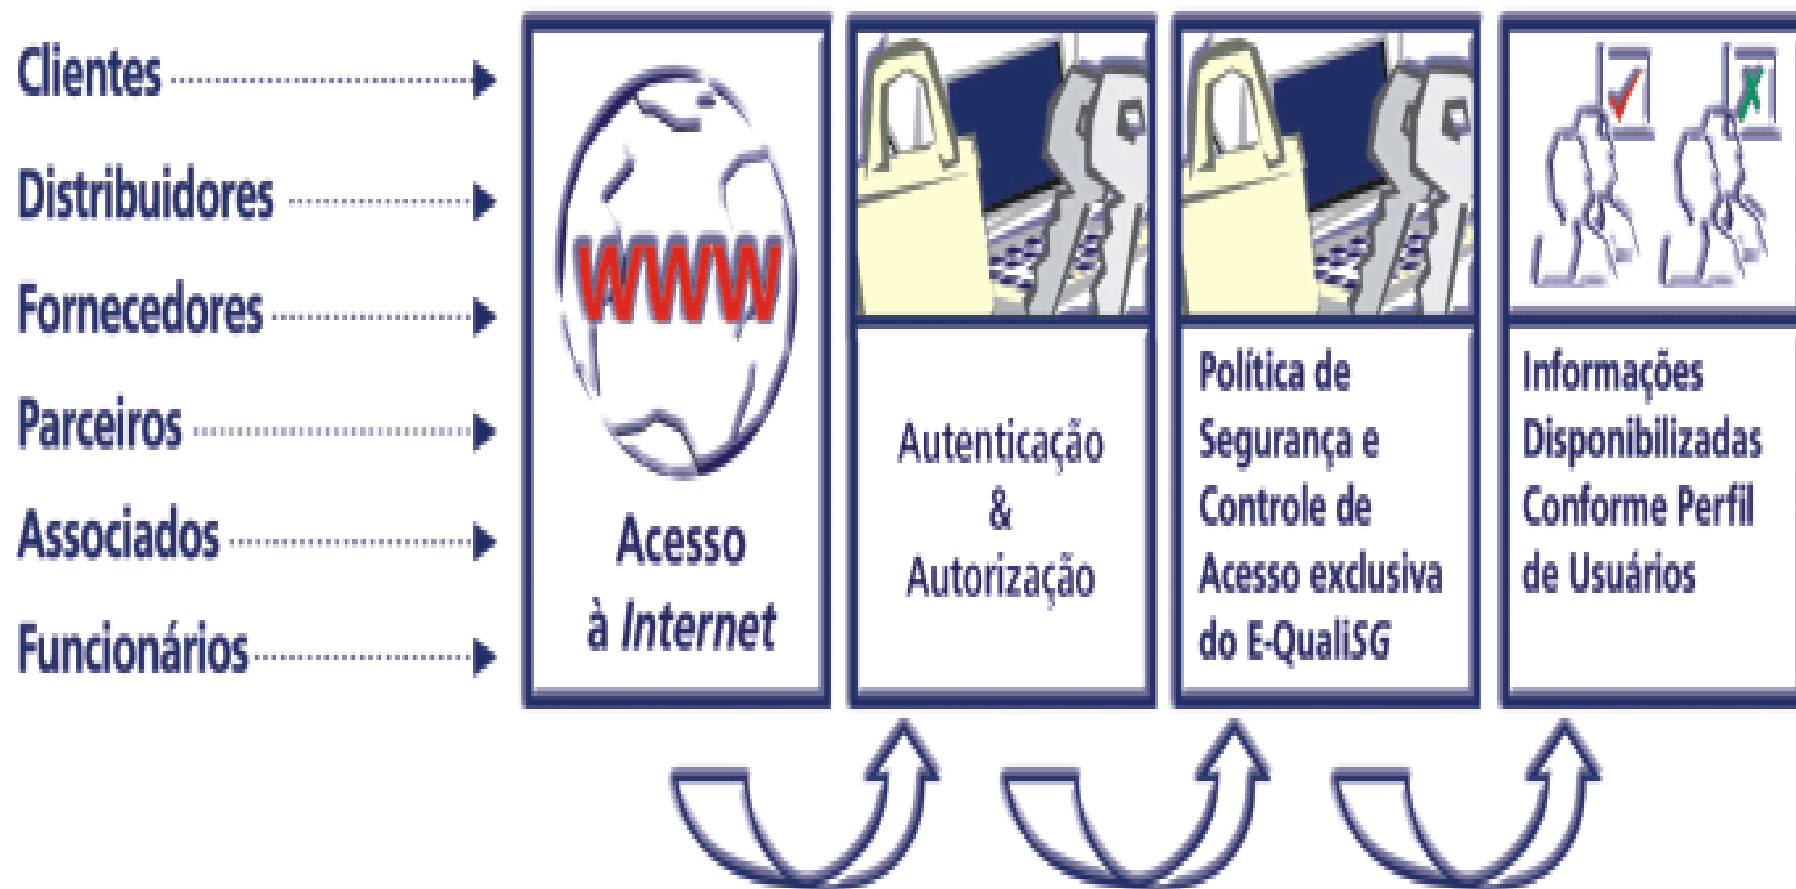 Clientes
Distribuidores
Fornecedores
Parceiros
Associados
Funcionários
WWW
Acesso
à Internet
Autenticação
&
Autorização
Política de
Segurança e
Controle de
Acesso exclusiva
do E-QualiSG
Informações
Disponibilizadas
Conforme Perfil
de Usuários